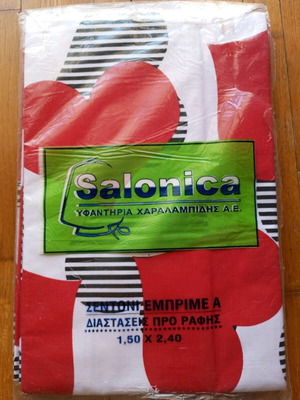 Salonica
ΥΦΑΝΤΗΡΙΑ ΧΑΡΑΛΑΜΠΙΔΗΣ Α.Ε.
ΣΕΝΤΟΝΙ ΕΜΠΡΙΜΕ Α
ΔΙΑΣΤΑΣΕΙΣ ΠΡΟ ΡΑΦΗΣ
1,50 X 2,40